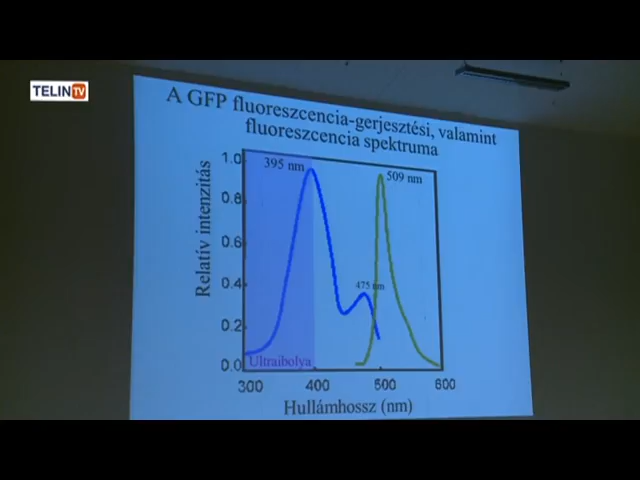 TELIN TV
A GFP fluoreszcencia-gerjesztési, valamint
fluoreszcencia spektruma
Relatív intenzitás
1.0
0.8
0.6
0.4
0.2
0.0
395 nm
509 nm
475 nm
Ultraibolya
300 400 500 600
Hullámhossz (nm)